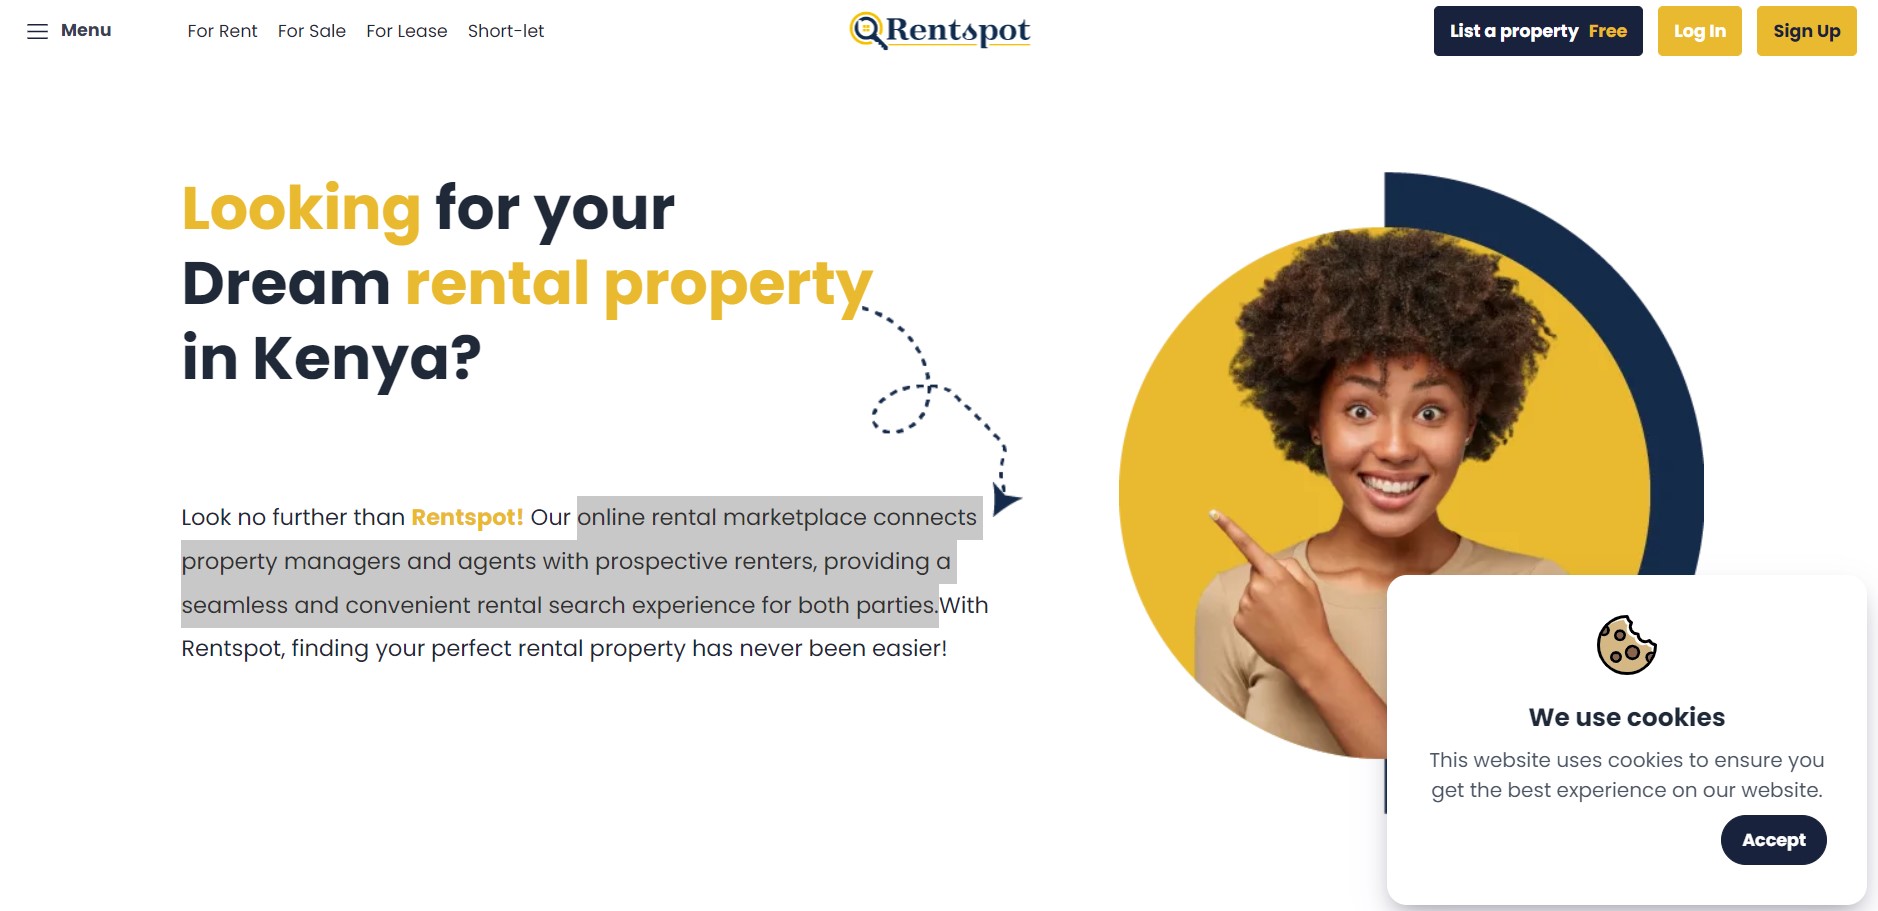 Menu
For Rent
For Sale
For Lease
Short-let
Rentspot
List a property Free
Log In
Sign Up
Looking for your
Dream rental property
in Kenya?
Look no further than Rentspot! Our online rental marketplace connects
property managers and agents with prospective renters, providing a
seamless and convenient rental search experience for both parties.With
Rentspot, finding your perfect rental property has never been easier!
We use cookies
This website uses cookies to ensure you
get the best experience on our website.
Accept